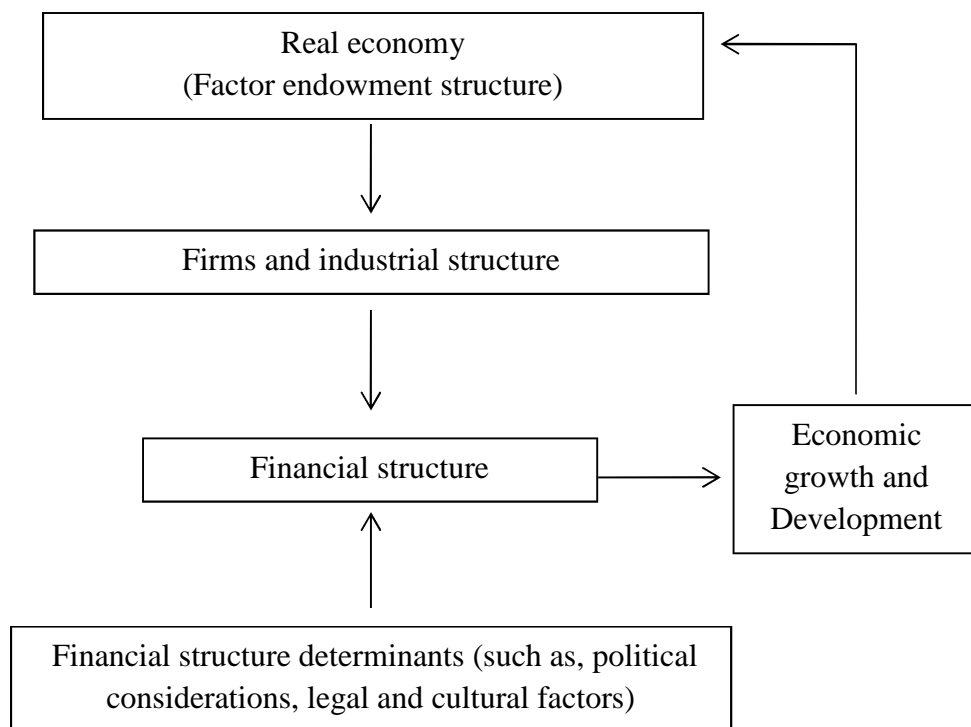 Real economy
(Factor endowment structure)
Firms and industrial structure
Financial structure
Economic
growth and
Development
Financial structure determinants (such as, political
considerations, legal and cultural factors)